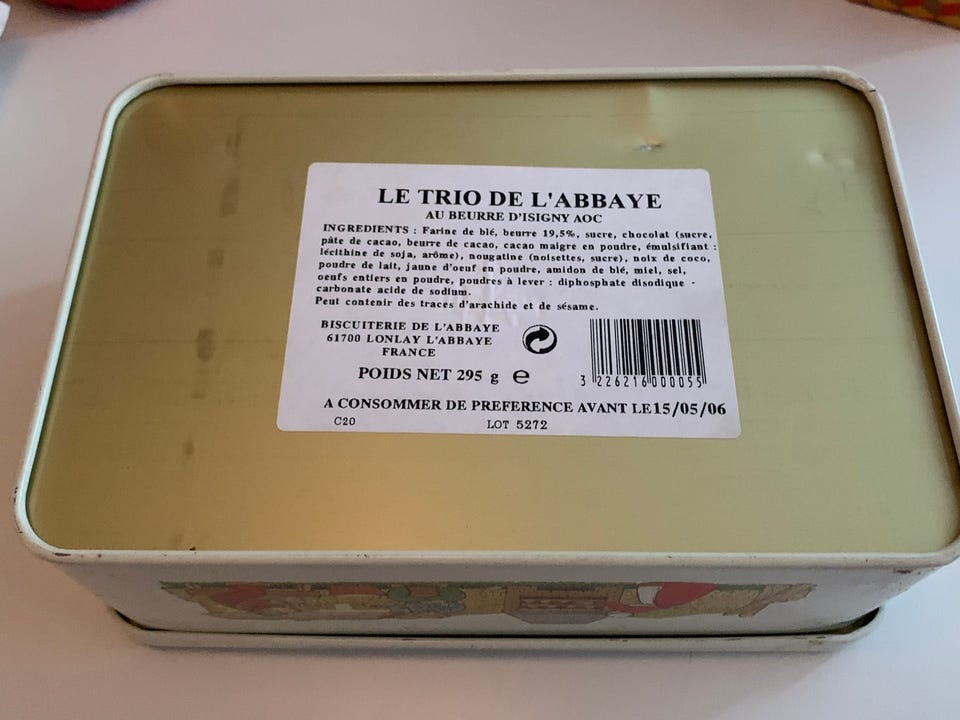 LE TRIO DE L'ABBAYE
AU BEURRE D'ISIGNY AOC
INGREDIENTS : Farine de blé, beurre 19,5%, sucre, chocolat (sucre,
pâte de cacao, beurre de cacao, cacao maigre en poudre, émulsifiant :
lécithine de soja, arôme), nougatine (noisettes, sucre), noix de coco,
poudre de lait, jaune d'oeuf en poudre, amidon de blé, miel, sel,
oeufs entiers en poudre, poudres à lever : diphosphate disodique -
carbonate acide de sodium.
Peut contenir des traces d'arachide et de sésame.
BISCUITERIE DE L'ABBAYE
61700 LONLAY L'ABBAYE
FRANCE
POIDS NET 295 g e
3 226216 000055
A CONSOMMER DE PREFERENCE AVANT LE 15/05/06
C20 LOT 5272